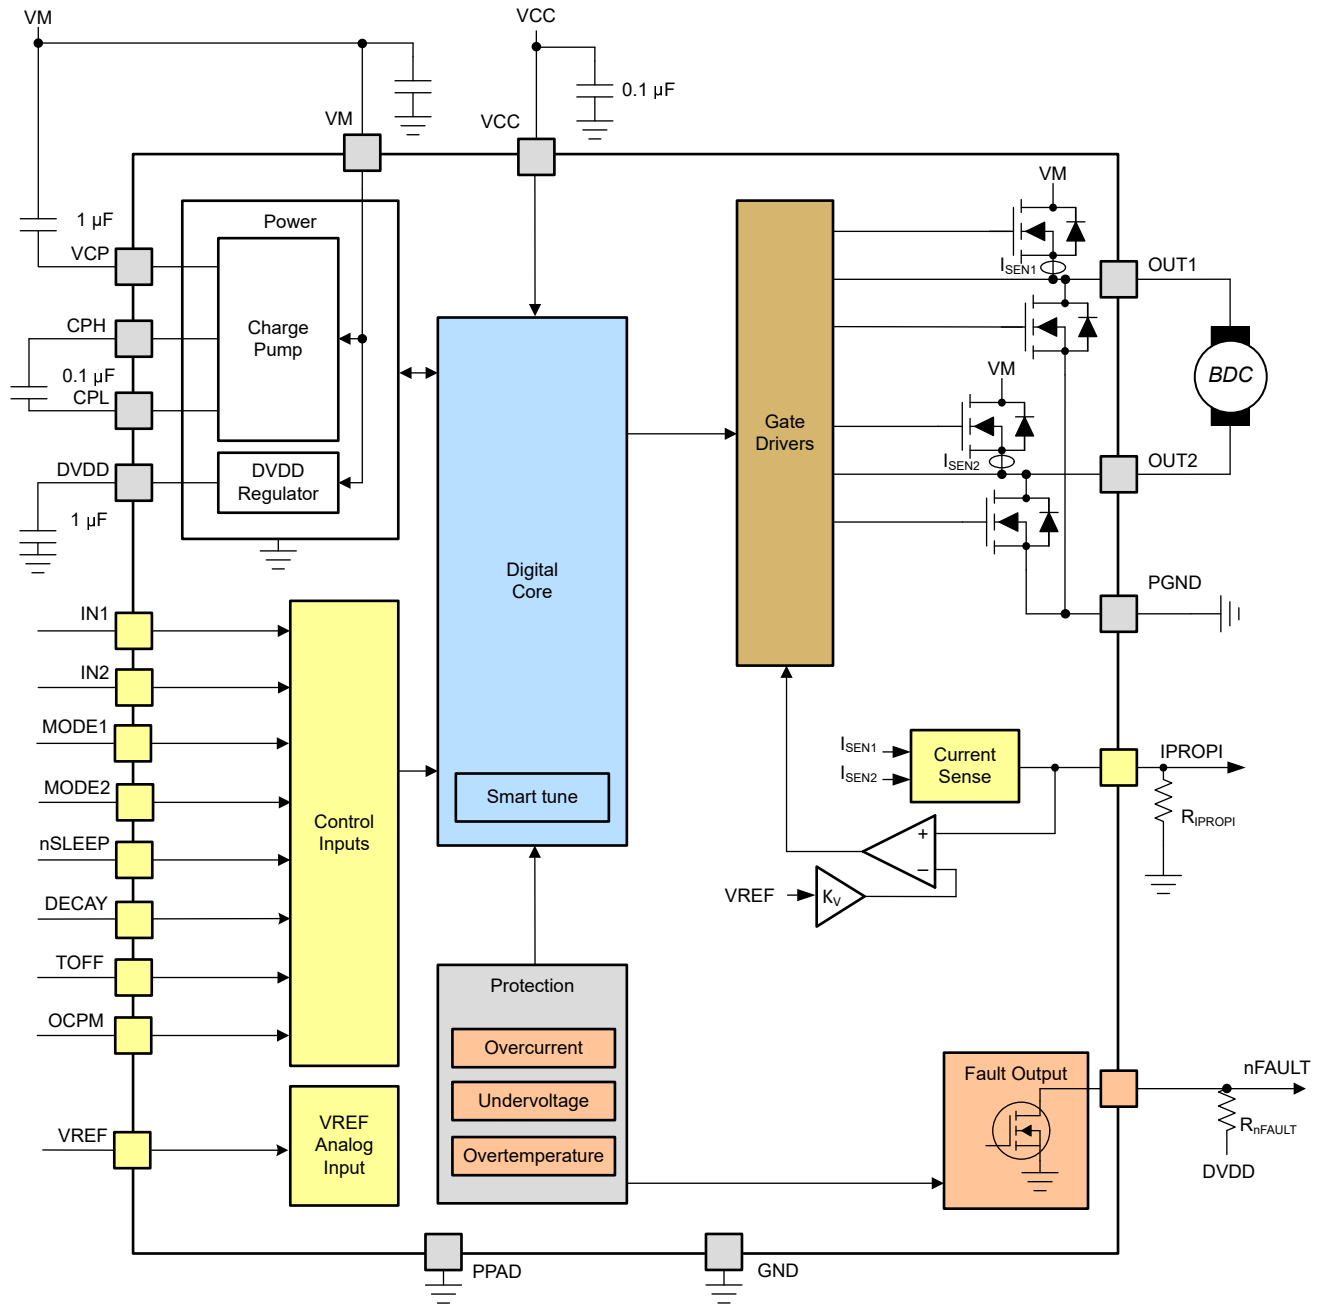 VM
VCC
0.1 µF
VM
VCC
1 µF
Power
VCP
CPH
Charge
Pump
0.1 µF
CPL
DVDD
DVDD
Regulator
1 µF
Digital
Core
Smart tune
Gate
Drivers
VM
ISEN1
OUT1
BDC
VM
ISEN2
OUT2
PGND
IN1
IN2
MODE1
MODE2
nSLEEP
DECAY
TOFF
OCPM
Control
Inputs
VREF
VREF
Analog
Input
ISEN1
ISEN2
Current
Sense
IPROPI
RIPROPI
+
−
VREF
KV
Protection
Overcurrent
Undervoltage
Overtemperature
Fault Output
nFAULT
RnFAULT
DVDD
PPAD
GND